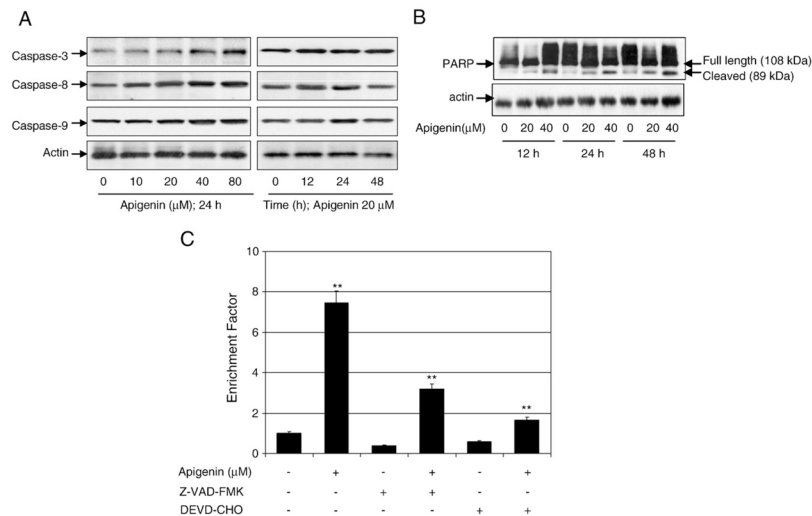 A
Caspase-3
Caspase-8
Caspase-9
Actin
0 10 20 40 80 0 12 24 48
Apigenin (μM); 24 h Time (h); Apigenin 20 μM
B
PARP
Full length (108 kDa)
Cleaved (89 kDa)
actin
Apigenin(μM) 0 20 40 0 20 40 0 20 40
12 h 24 h 48 h
C
Enrichment Factor
10
8
6
4
2
0
**
**
**
Apigenin (μM) - + - + - +
Z-VAD-FMK - - + + - -
DEVD-CHO - - - - + +